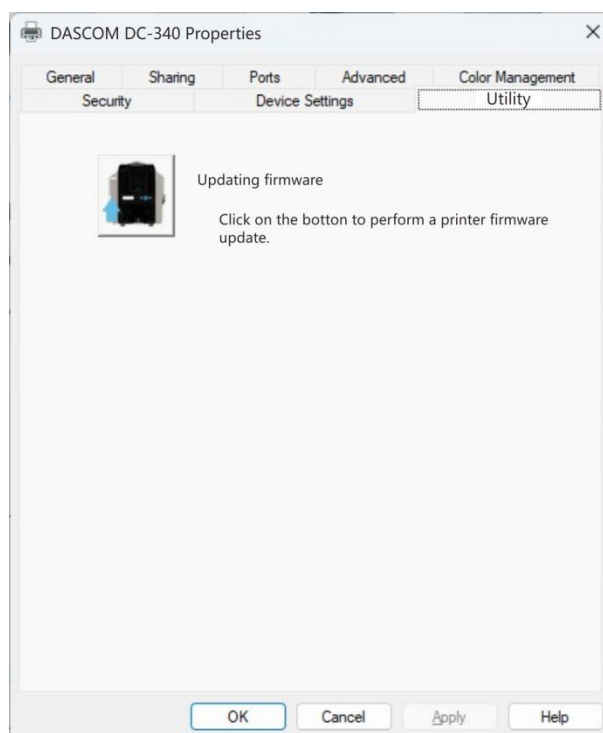 DASCOM DC-340 Properties
General Sharing Ports Advanced Color Management
Security Device Settings Utility
Updating firmware
Click on the botton to perform a printer firmware
update.
OK Cancel Apply Help